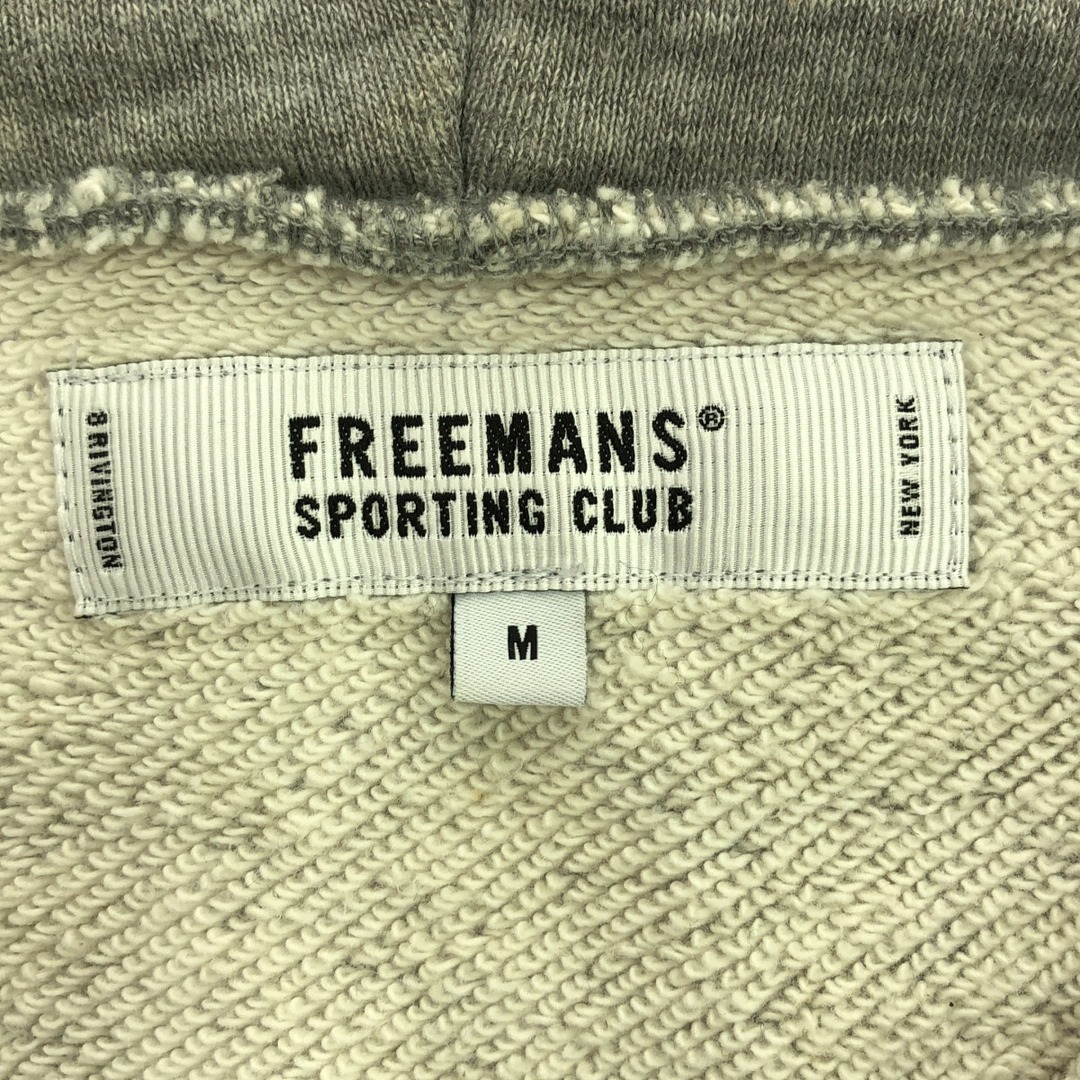 8 RIVINGTON
FREEMANS®
SPORTING CLUB
NEW YORK
M